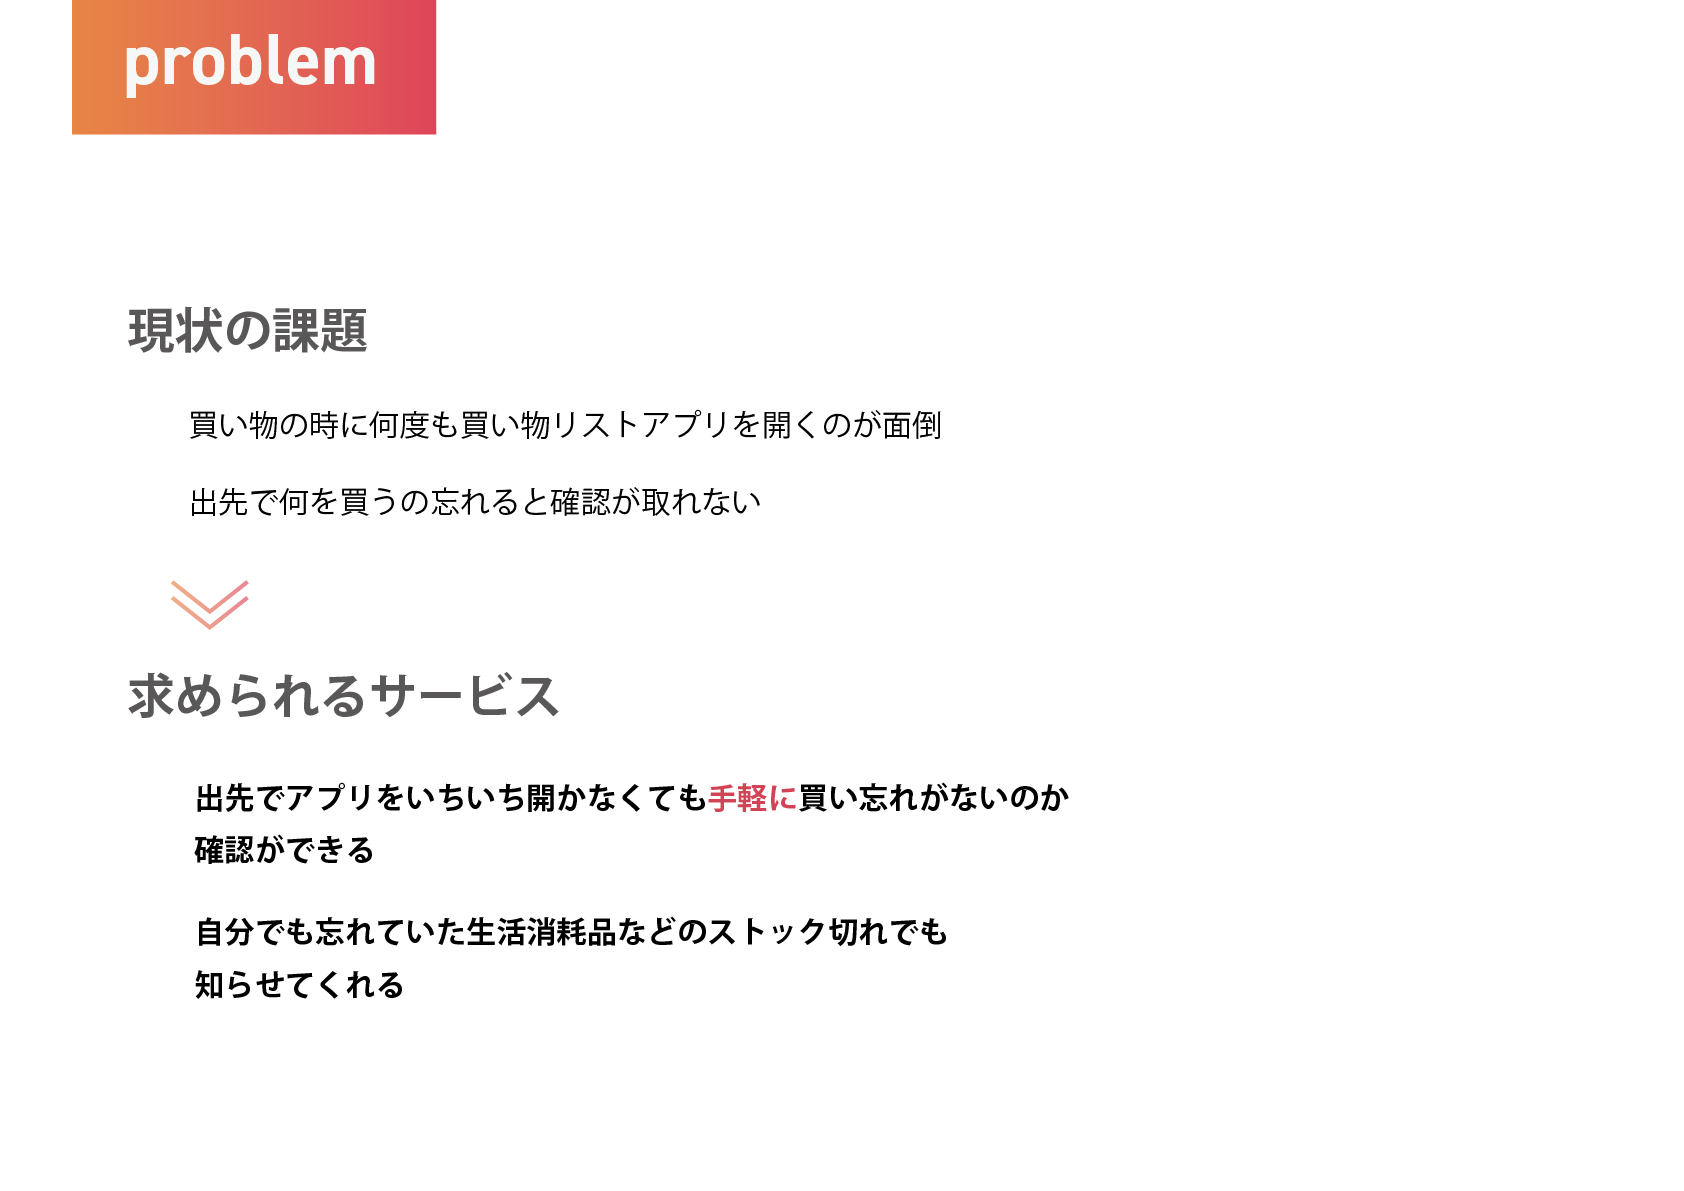 problem
現状の課題
買い物の時に何度も買い物リストアプリを開くのが面倒
出先で何を買うの忘れると確認が取れない
求められるサービス
出先でアプリをいちいち開かなくても手軽に買い忘れがないのか
確認ができる
自分でも忘れていた生活消耗品などのストック切れでも
知らせてくれる